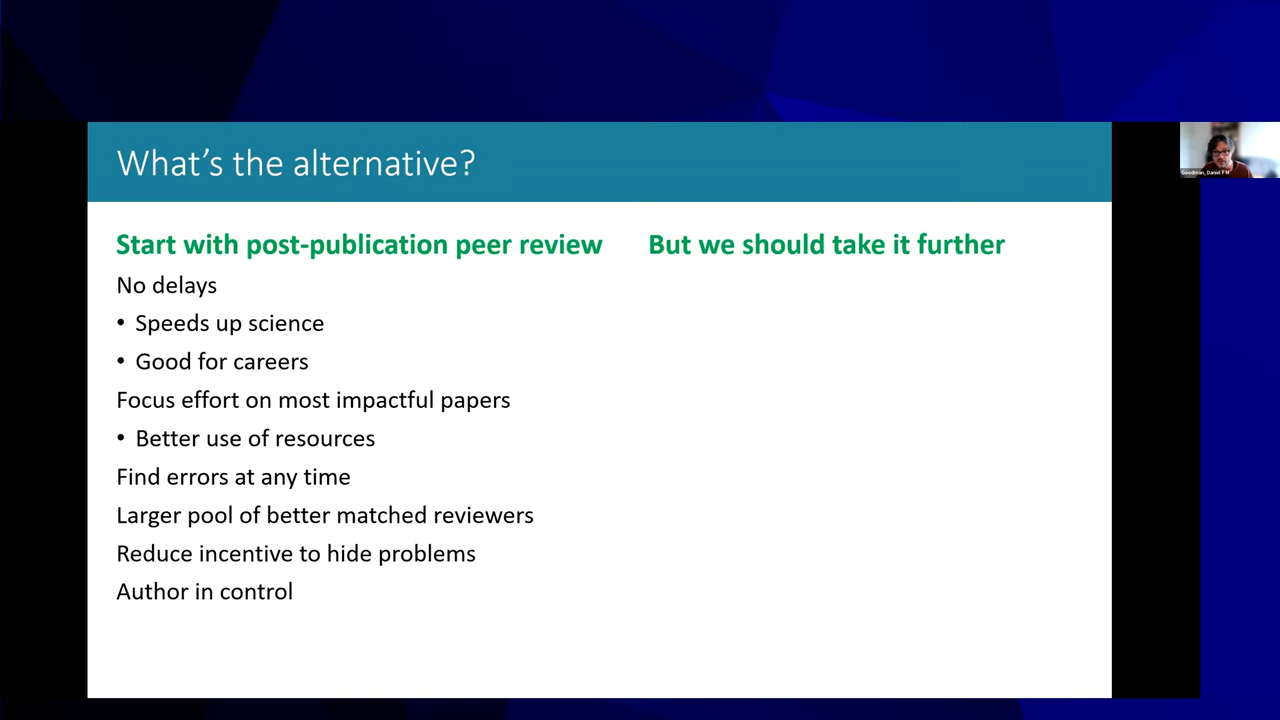 What's the alternative?
Start with post-publication peer review
No delays
• Speeds up science
• Good for careers
Focus effort on most impactful papers
• Better use of resources
Find errors at any time
Larger pool of better matched reviewers
Reduce incentive to hide problems
Author in control
But we should take it further
Goodman, Daniel F M